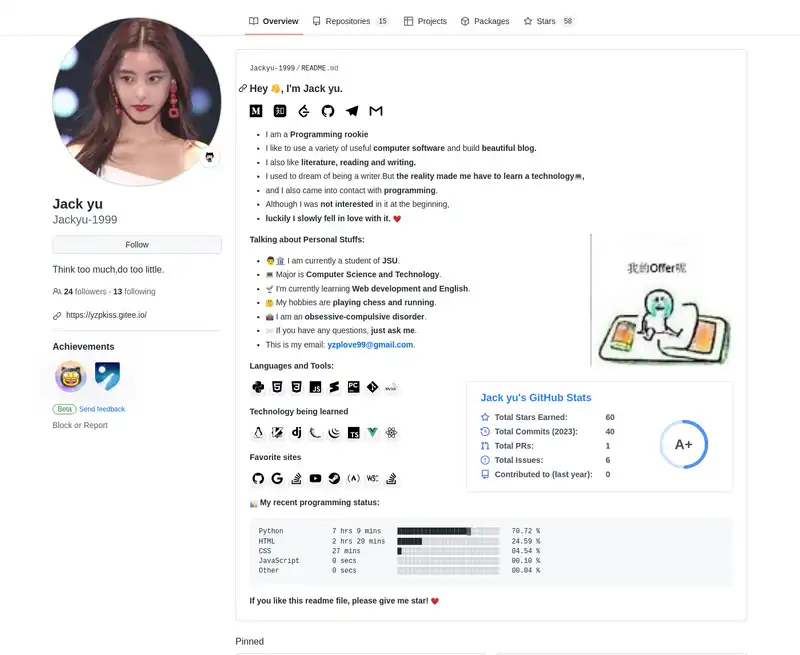 Overview
Repositories 15
Projects
Packages
Stars 58
Jack yu
Jackyu-1999
Follow
Think too much,do too little.
24 followers · 13 following
https://yzpkiss.gitee.io/
Achievements
Beta Send feedback
Block or Report
Jackyu-1999/README.md
Hey 👋, I'm Jack yu.
I am a Programming rookie
I like to use a variety of useful computer software and build beautiful blog.
I also like literature, reading and writing.
I used to dream of being a writer.But the reality made me have to learn a technology💻,
and I also came into contact with programming.
Although I was not interested in it at the beginning,
luckily I slowly fell in love with it. ❤️
Talking about Personal Stuffs:
我的Offer呢
👨🏛️ I am currently a student of JSU.
💻 Major is Computer Science and Technology.
🌱 I'm currently learning Web development and English.
🤔 My hobbies are playing chess and running.
💼 I am an obsessive-compulsive disorder.
✉️ If you have any questions, just ask me.
This is my email: yzplove99@gmail.com.
Languages and Tools:
JS
PC
Technology being learned
dj
TS
Favorite sites
Jack yu's GitHub Stats
Total Stars Earned: 60
Total Commits (2023): 40
Total PRs: 1
Total Issues: 6
Contributed to (last year): 0
A+
📊 My recent programming status:
Python 7 hrs 9 mins 70.72 %
HTML 2 hrs 29 mins 24.59 %
CSS 27 mins 04.54 %
JavaScript 0 secs 00.10 %
Other 0 secs 00.04 %
If you like this readme file, please give me star! ❤️
Pinned